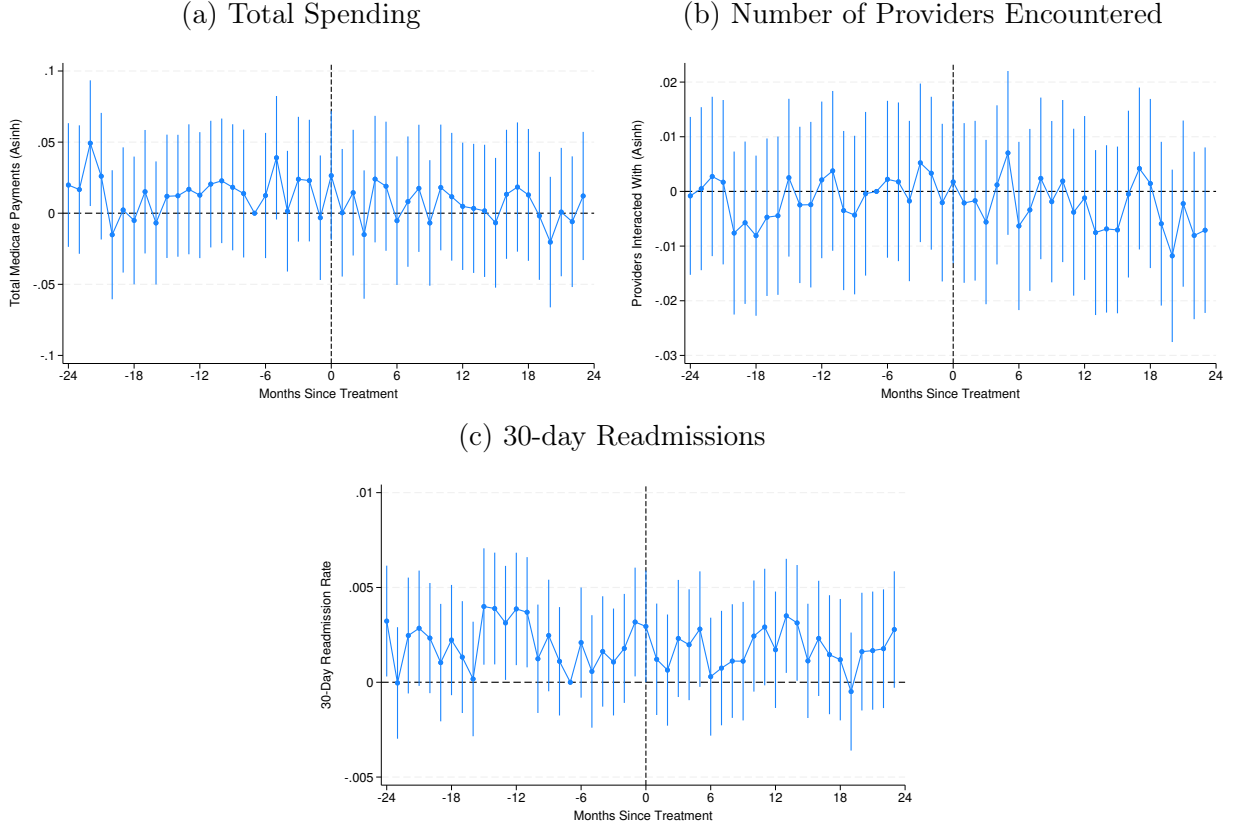 (a) Total Spending
Total Medicare Payments (Asinh)
.1
.05
0
-.05
-.1
-24 -18 -12 -6 0 6 12 18 24
Months Since Treatment
(b) Number of Providers Encountered
Providers Interacted With (Asinh)
.02
.01
0
-.01
-.02
-.03
-24 -18 -12 -6 0 6 12 18 24
Months Since Treatment
(c) 30-day Readmissions
30-Day Readmission Rate
.01
.005
0
-.005
-24 -18 -12 -6 0 6 12 18 24
Months Since Treatment